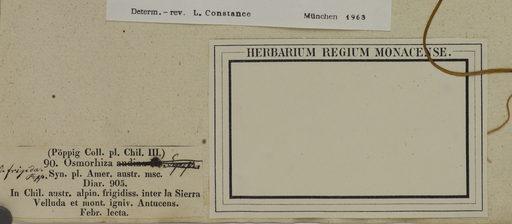 Determ. - rev. L. Constance München 1963
HERBARIUM REGIUM MONACENSE.
(Pöppig Coll. pl. Chil. III.)
90. Osmorhiza andina
Syn. pl. Amer. austr. msc.
Diar. 905.
In Chil. austr. alpin. frigidiss. inter la Sierra
Velluda et mont. igniv. Antucens.
Febr. lecta.